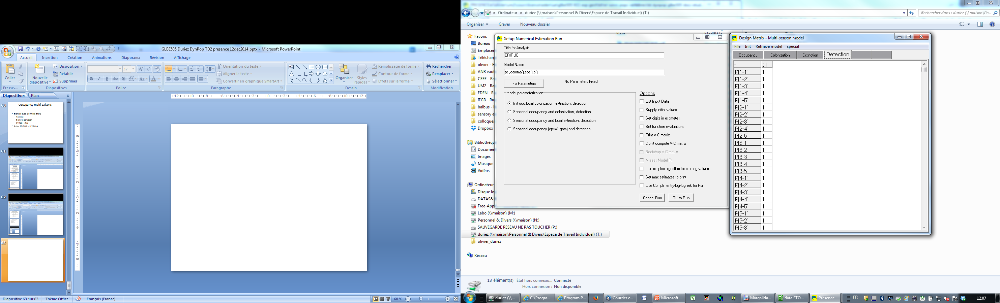 GLBE505 Duriez DynPop TD2 presence 12dec2014.pptx - Microsoft PowerPoint
Accueil Insertion Création Animations Diaporama Révision Affichage
Coller
Nouvelle diapositive
Disposition
Rétablir
Supprimer
32
Orientation du texte
Aligner le texte
Convertir en graphique SmartArt
Organiser
Styles rapides
Remplissage de forme
Contour de forme
Effets sur la forme
Rechercher
Remplacer
Sélectionner
Presse-... Diapositives Police Paragraphe Dessin Modification
Diapositives Plan
60
Occupancy multi-saisons
Exercice avec données STOC
7 années
14 filets - sites
Tester ERIRUB et PYRULA
61
62
63
Diapositive 63 sur 63 "Thème Office" Français (France) 60 %
Ordinateur duriez (\\maison\Personnel & Divers\Espace de Travail Individuel) (T:)
Rechercher dans : duriez (\\maison\Pe...
Organiser Graver Nouveau dossier
Favoris
Bureau
Emplacer
Télécharg
olivier - R
ANR vaut
CEFE - Ra
UM2 - Ra
EDEN - Ra
IEGB - Ra
balbus - F
sensory e
colloques
Dropbox
Bibliothèqu
Documen
Images
Musique
Vidéos
Ordinateur
Disque lo
DATAS&
Free-App
Labo (\\maison) (M:)
Personnel & Divers (\\maison) (N:)
SAUVEGARDE RESEAU NE PAS TOUCHER (P:)
duriez (\\maison\Personnel & Divers\Espace de Travail Individuel) (T:)
olivier_duriez
Réseau
13 élément(s) État hors connexio... Connecté
Hors connexion : Non disponible
Setup Numerical Estimation Run
Title for Analysis
ERIRUB
Model Name
psi,gamma(),eps(),p()
Fix Parameters No Parameters Fixed
Model parameterization
Init occ,local colonization, extinction, detection
Seasonal occupancy and colonization, detection
Seasonal occupancy and local extinction, detection
Seasonal occupancy (eps=1-gam) and detection
Options
List Input Data
Supply initial values
Set digits in estimates
Set function evaluations
Print V-C matrix
Don't compute V-C matrix
Bootstrap V-C matrix
Assess Model Fit
Use simplex algorithm for starting values
Set max estimates to print
Use Complimentry-log-log link for Psi
Cancel Run OK to Run
Design Matrix - Multi-season model
File Init Retrieve model special
Occupancy Colonization Extinction Detection
- d1
P[1-1] 1
P[1-2] 1
P[1-3] 1
P[1-4] 1
P[1-5] 1
P[2-1] 1
P[2-2] 1
P[2-3] 1
P[2-4] 1
P[2-5] 1
P[3-1] 1
P[3-2] 1
P[3-3] 1
P[3-4] 1
P[3-5] 1
P[4-1] 1
P[4-2] 1
P[4-3] 1
P[4-4] 1
P[4-5] 1
P[5-1] 1
P[5-2] 1
P[5-3] 1
duriez (\\... C:\Progra... Program P... Courrier e... Microsoft ... Margalida... data STO... Presence FR 12:07